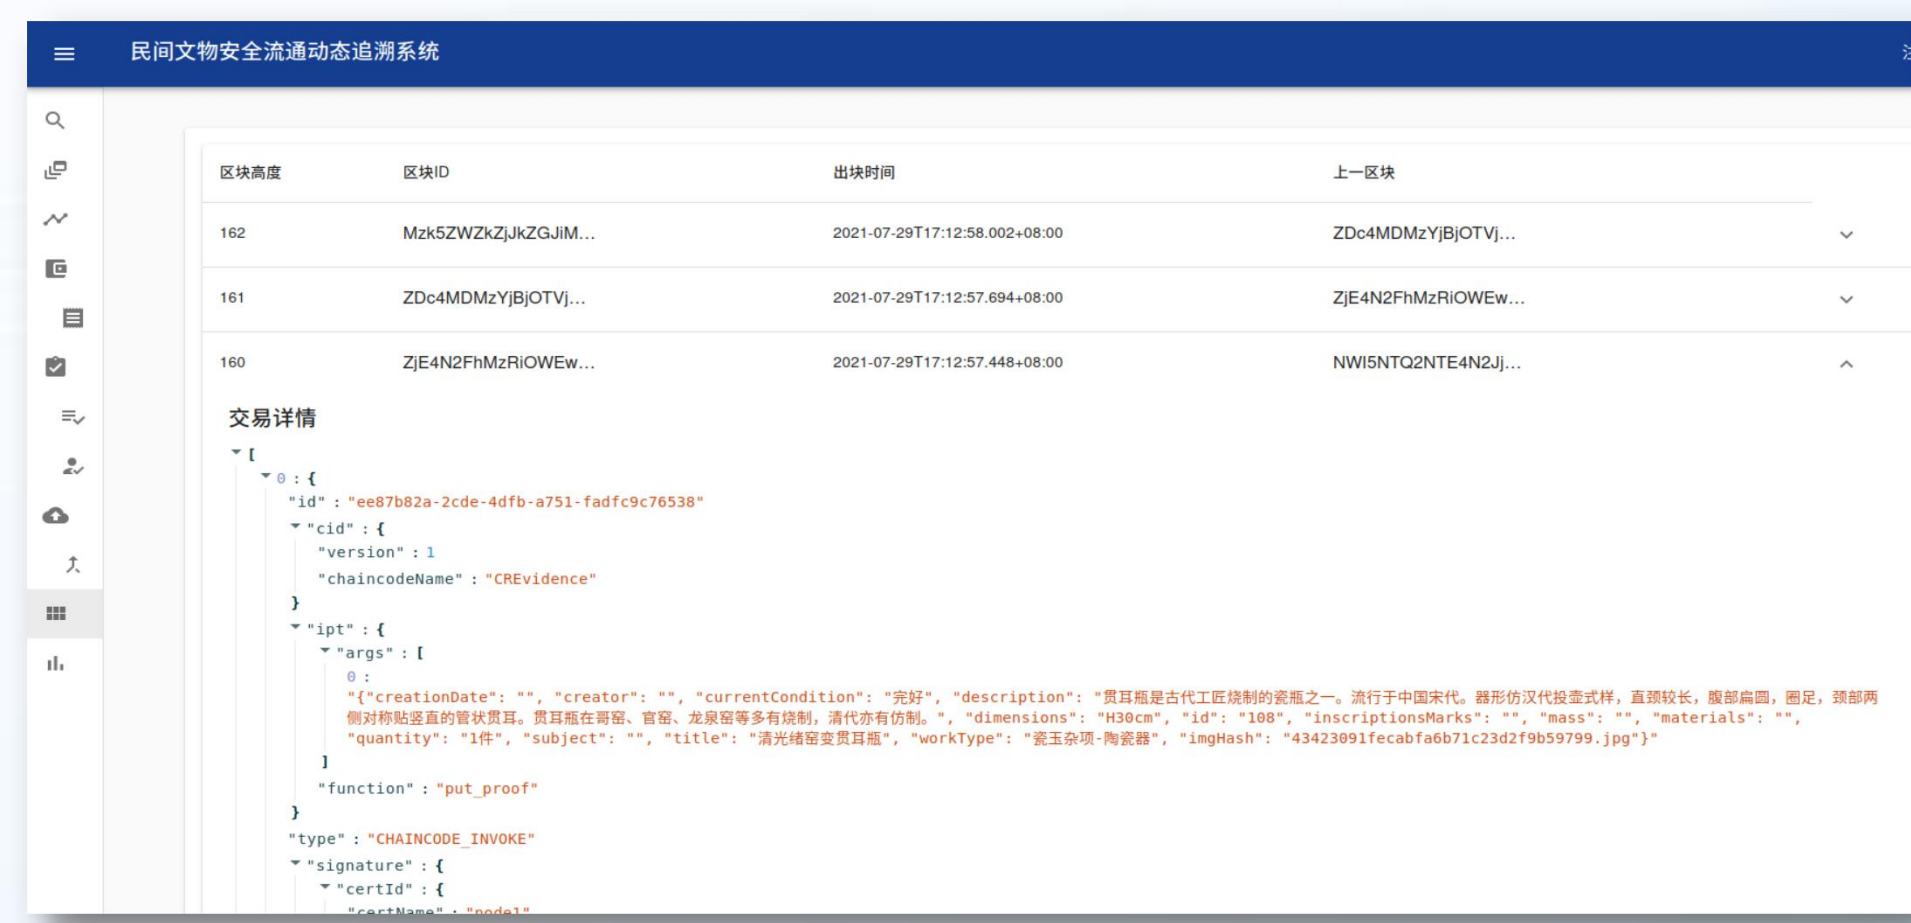 民间文物安全流通动态追溯系统
区块高度 区块ID 出块时间 上一区块
162 Mzk5ZWZkZjJkZGJiM... 2021-07-29T17:12:58.002+08:00 ZDc4MDMzYjBjOTVj...
161 ZDc4MDMzYjBjOTVj... 2021-07-29T17:12:57.694+08:00 ZjE4N2FhMzRiOWEw...
160 ZjE4N2FhMzRiOWEw... 2021-07-29T17:12:57.448+08:00 NWI5NTQ2NTE4N2Jj...
交易详情
[
0 : {
"id" : "ee87b82a-2cde-4dfb-a751-fadfc9c76538"
"cid" : {
"version" : 1
"chaincodeName" : "CREvidence"
}
"ipt" : {
"args" : [
0 :
"{"creationDate": "", "creator": "", "currentCondition": "完好", "description": "贯耳瓶是古代工匠烧制的瓷瓶之一。流行于中国宋代。器形仿汉代投壶式样，直颈较长，腹部扁圆，圈足，颈部两
侧对称贴竖直的管状贯耳。贯耳瓶在哥窑、官窑、龙泉窑等多有烧制，清代亦有仿制。", "dimensions": "H30cm", "id": "108", "inscriptionsMarks": "", "mass": "", "materials": "",
"quantity": "1件", "subject": "", "title": "清光绪窑变贯耳瓶", "workType": "瓷玉杂项-陶瓷器", "imgHash": "43423091fecabfa6b71c23d2f9b59799.jpg"}"
]
"function" : "put_proof"
}
"type" : "CHAINCODE_INVOKE"
"signature" : {
"certId" : {
"certName" : "node1"